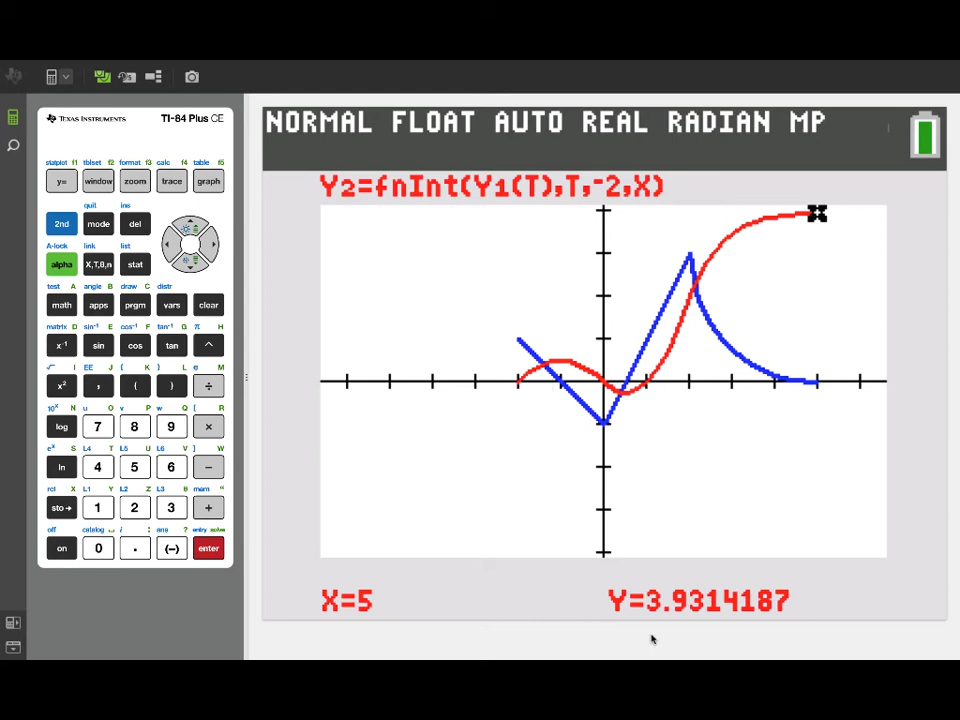 TEXAS INSTRUMENTS TI-84 Plus CE
statplot f1 tblset f2 format f3 calc f4 table f5
y= window zoom trace graph
quit ins
2nd mode del
A-lock link list
alpha X,T,θ,n stat
test A angle B draw C distr
math apps prgm vars clear
matrix D sin⁻¹ E cos⁻¹ F tan⁻¹ G π H
x⁻¹ sin cos tan ^
√ I EE J { K } L e M
x² , ( ) ÷
10ˣ N u O v P w Q [ R
log 7 8 9 ×
eˣ S L4 T L5 U L6 V ] W
ln 4 5 6 −
rcl X L1 Y L2 Z L3 θ mem "
sto→ 1 2 3 +
off catalog ␣ i : ans ? entry solve
on 0 . (−) enter
NORMAL FLOAT AUTO REAL RADIAN MP
Y2=fnInt(Y1(T),T,-2,X)
X=5 Y=3.9314187